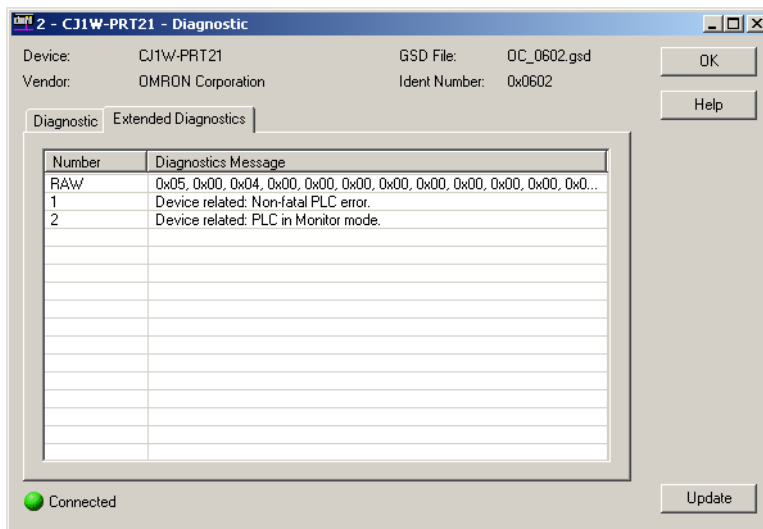 2 - CJ1W-PRT21 - Diagnostic
Device: CJ1W-PRT21 GSD File: OC_0602.gsd
Vendor: OMRON Corporation Ident Number: 0x0602
OK
Help
Diagnostic Extended Diagnostics
Number Diagnostics Message
RAW 0x05, 0x00, 0x04, 0x00, 0x00, 0x00, 0x00, 0x00, 0x00, 0x00, 0x00, 0x0...
1 Device related: Non-fatal PLC error.
2 Device related: PLC in Monitor mode.
Connected
Update